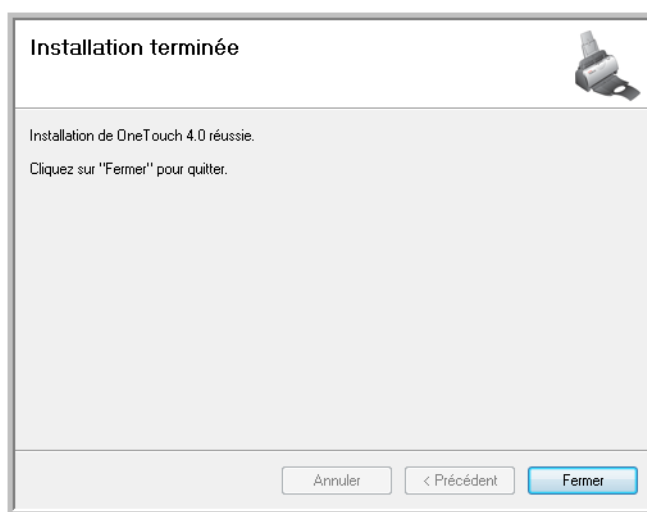 Installation terminée
Installation de OneTouch 4.0 réussie.
Cliquez sur "Fermer" pour quitter.
Annuler
< Précédent
Fermer